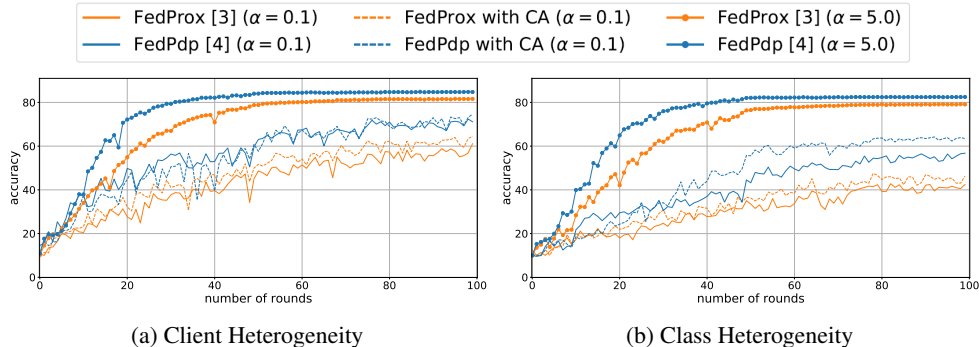 FedProx [3] (α = 0.1) FedProx with CA (α = 0.1) FedProx [3] (α = 5.0)
FedPdp [4] (α = 0.1) FedPdp with CA (α = 0.1) FedPdp [4] (α = 5.0)
accuracy
80
60
40
20
0
0 20 40 60 80 100
number of rounds
(a) Client Heterogeneity
accuracy
80
60
40
20
0
0 20 40 60 80 100
number of rounds
(b) Class Heterogeneity